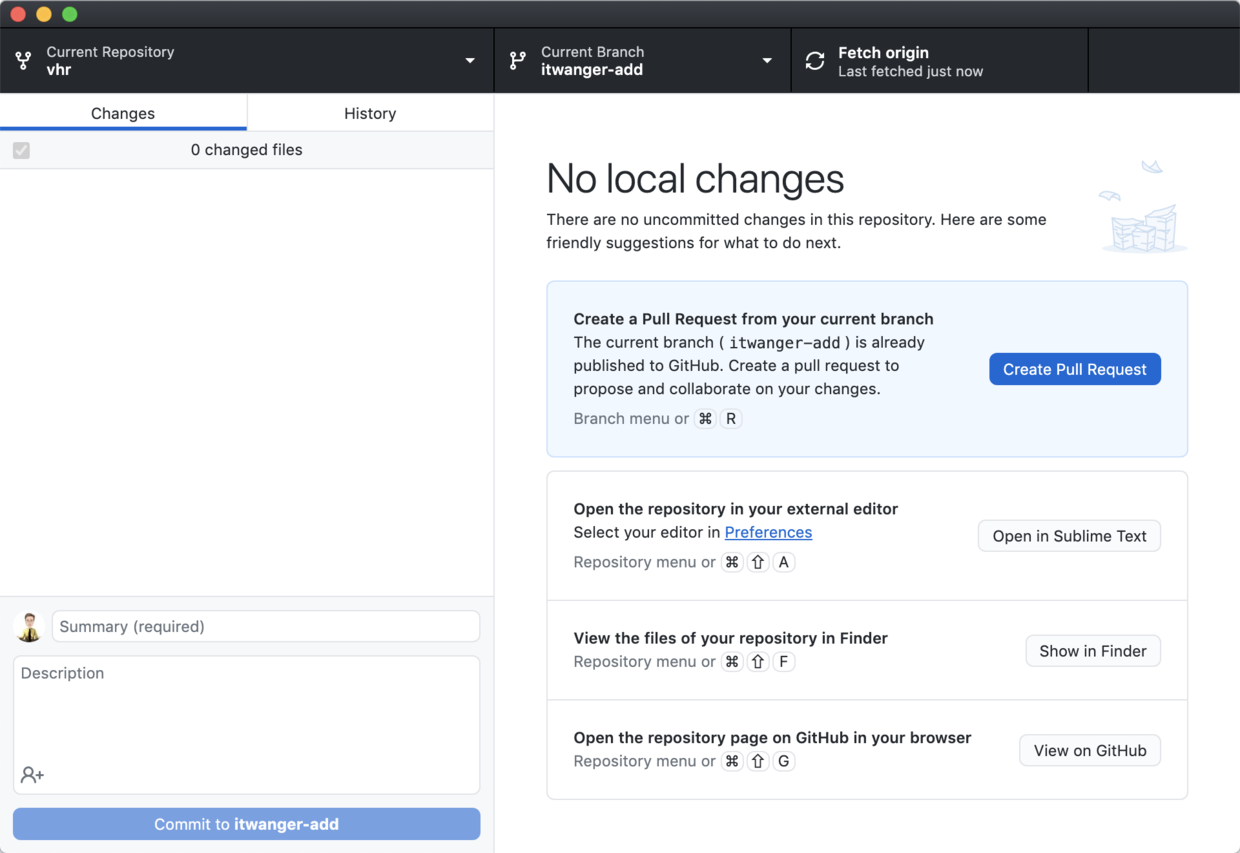 Current Repository
vhr
Current Branch
itwanger-add
Fetch origin
Last fetched just now
Changes
History
0 changed files
No local changes
There are no uncommitted changes in this repository. Here are some
friendly suggestions for what to do next.
Create a Pull Request from your current branch
The current branch ( itwanger-add ) is already
published to GitHub. Create a pull request to
propose and collaborate on your changes.
Branch menu or ⌘ R
Create Pull Request
Open the repository in your external editor
Select your editor in Preferences
Repository menu or ⌘ ⇧ A
Open in Sublime Text
View the files of your repository in Finder
Repository menu or ⌘ ⇧ F
Show in Finder
Open the repository page on GitHub in your browser
Repository menu or ⌘ ⇧ G
View on GitHub
Summary (required)
Description
Commit to itwanger-add